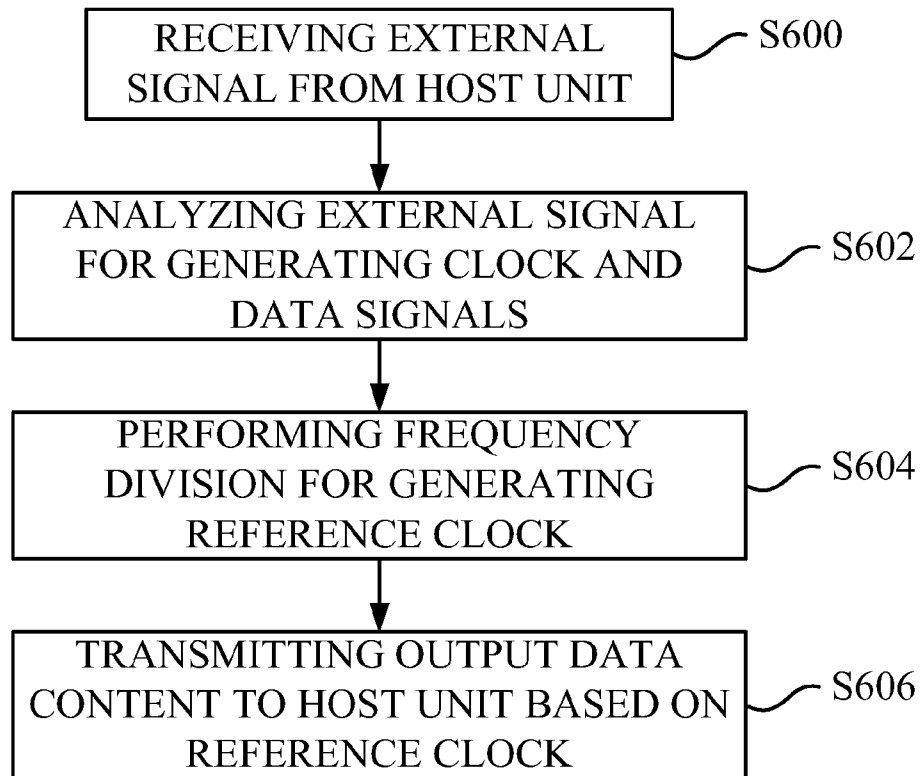 RECEIVING EXTERNAL
SIGNAL FROM HOST UNIT
S600
ANALYZING EXTERNAL SIGNAL
FOR GENERATING CLOCK AND
DATA SIGNALS
S602
PERFORMING FREQUENCY
DIVISION FOR GENERATING
REFERENCE CLOCK
S604
TRANSMITTING OUTPUT DATA
CONTENT TO HOST UNIT BASED ON
REFERENCE CLOCK
S606